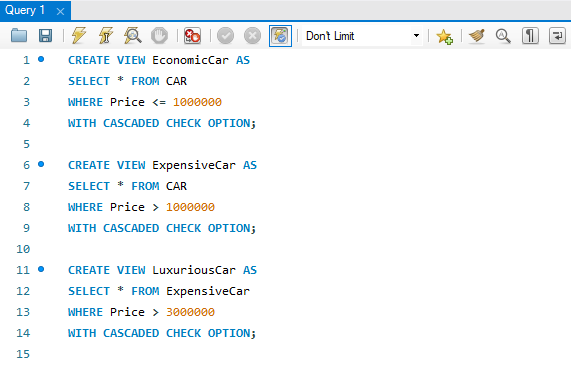 Query 1
Don't Limit
1 CREATE VIEW EconomicCar AS
2 SELECT * FROM CAR
3 WHERE Price <= 1000000
4 WITH CASCADED CHECK OPTION;
5
6 CREATE VIEW ExpensiveCar AS
7 SELECT * FROM CAR
8 WHERE Price > 1000000
9 WITH CASCADED CHECK OPTION;
10
11 CREATE VIEW LuxuriousCar AS
12 SELECT * FROM ExpensiveCar
13 WHERE Price > 3000000
14 WITH CASCADED CHECK OPTION;
15